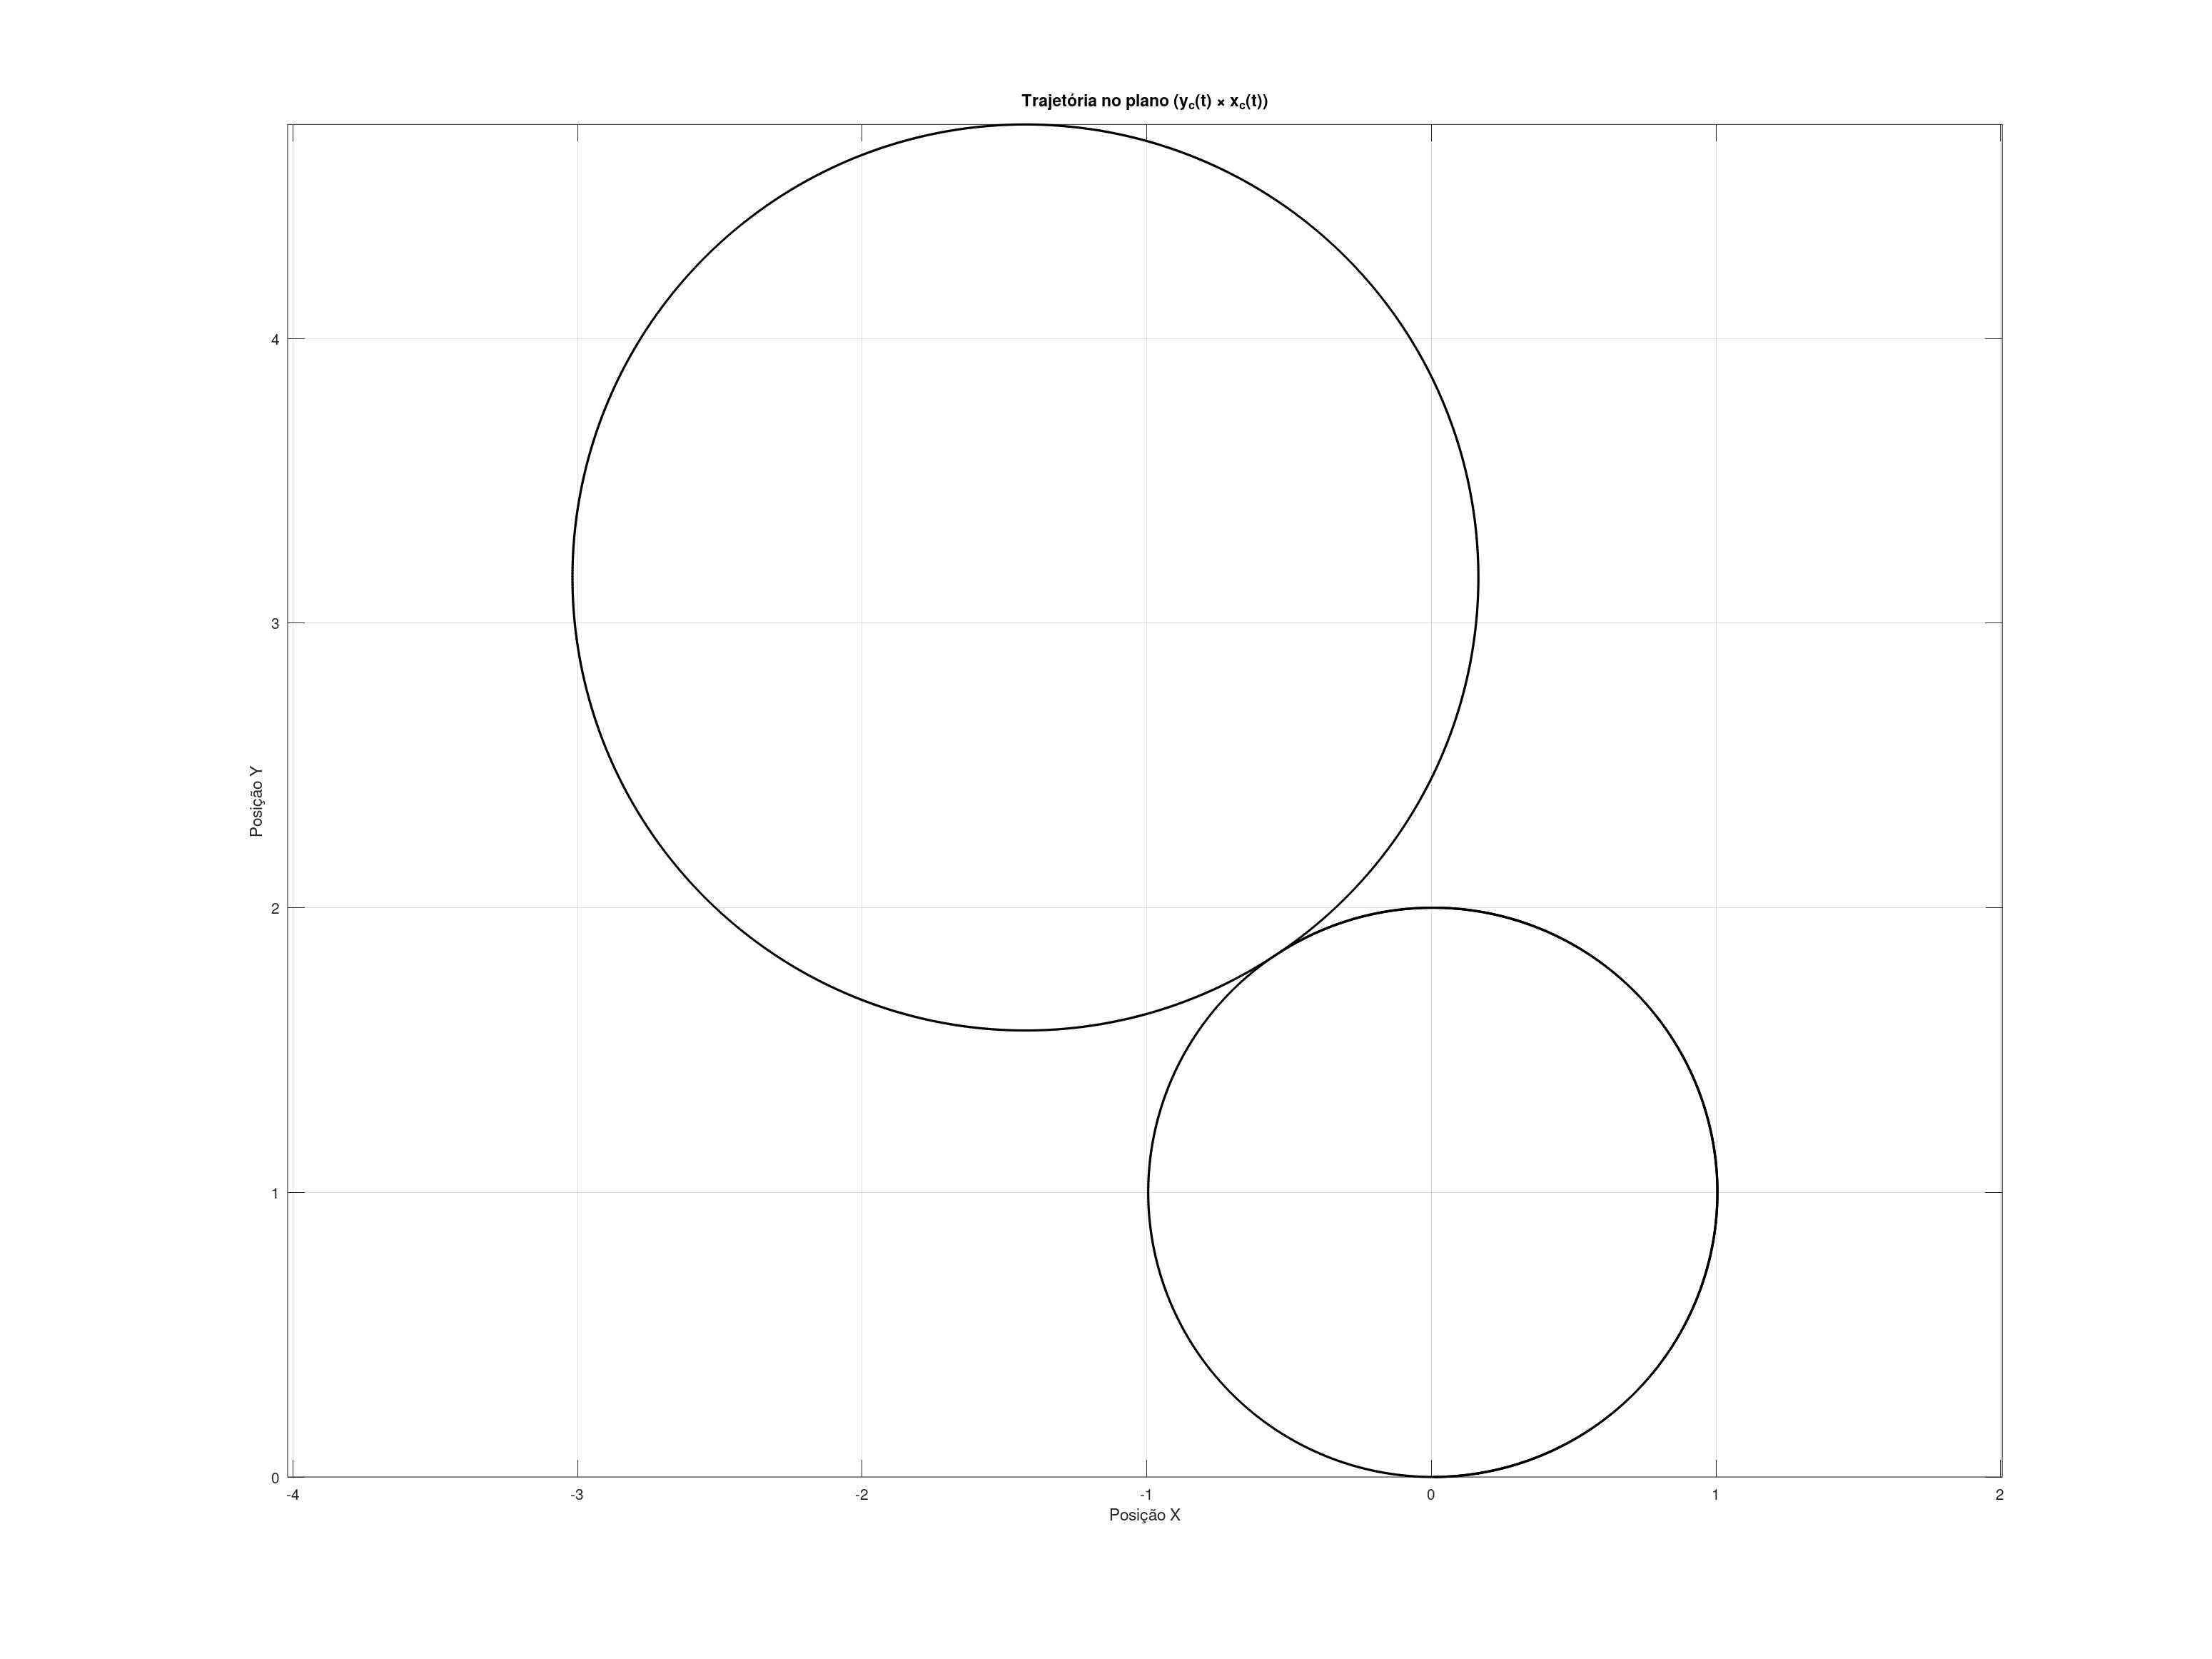 Trajetória no plano (yc(t) × xc(t))
4
3
2
1
0
Posição Y
-4 -3 -2 -1 0 1 2
Posição X